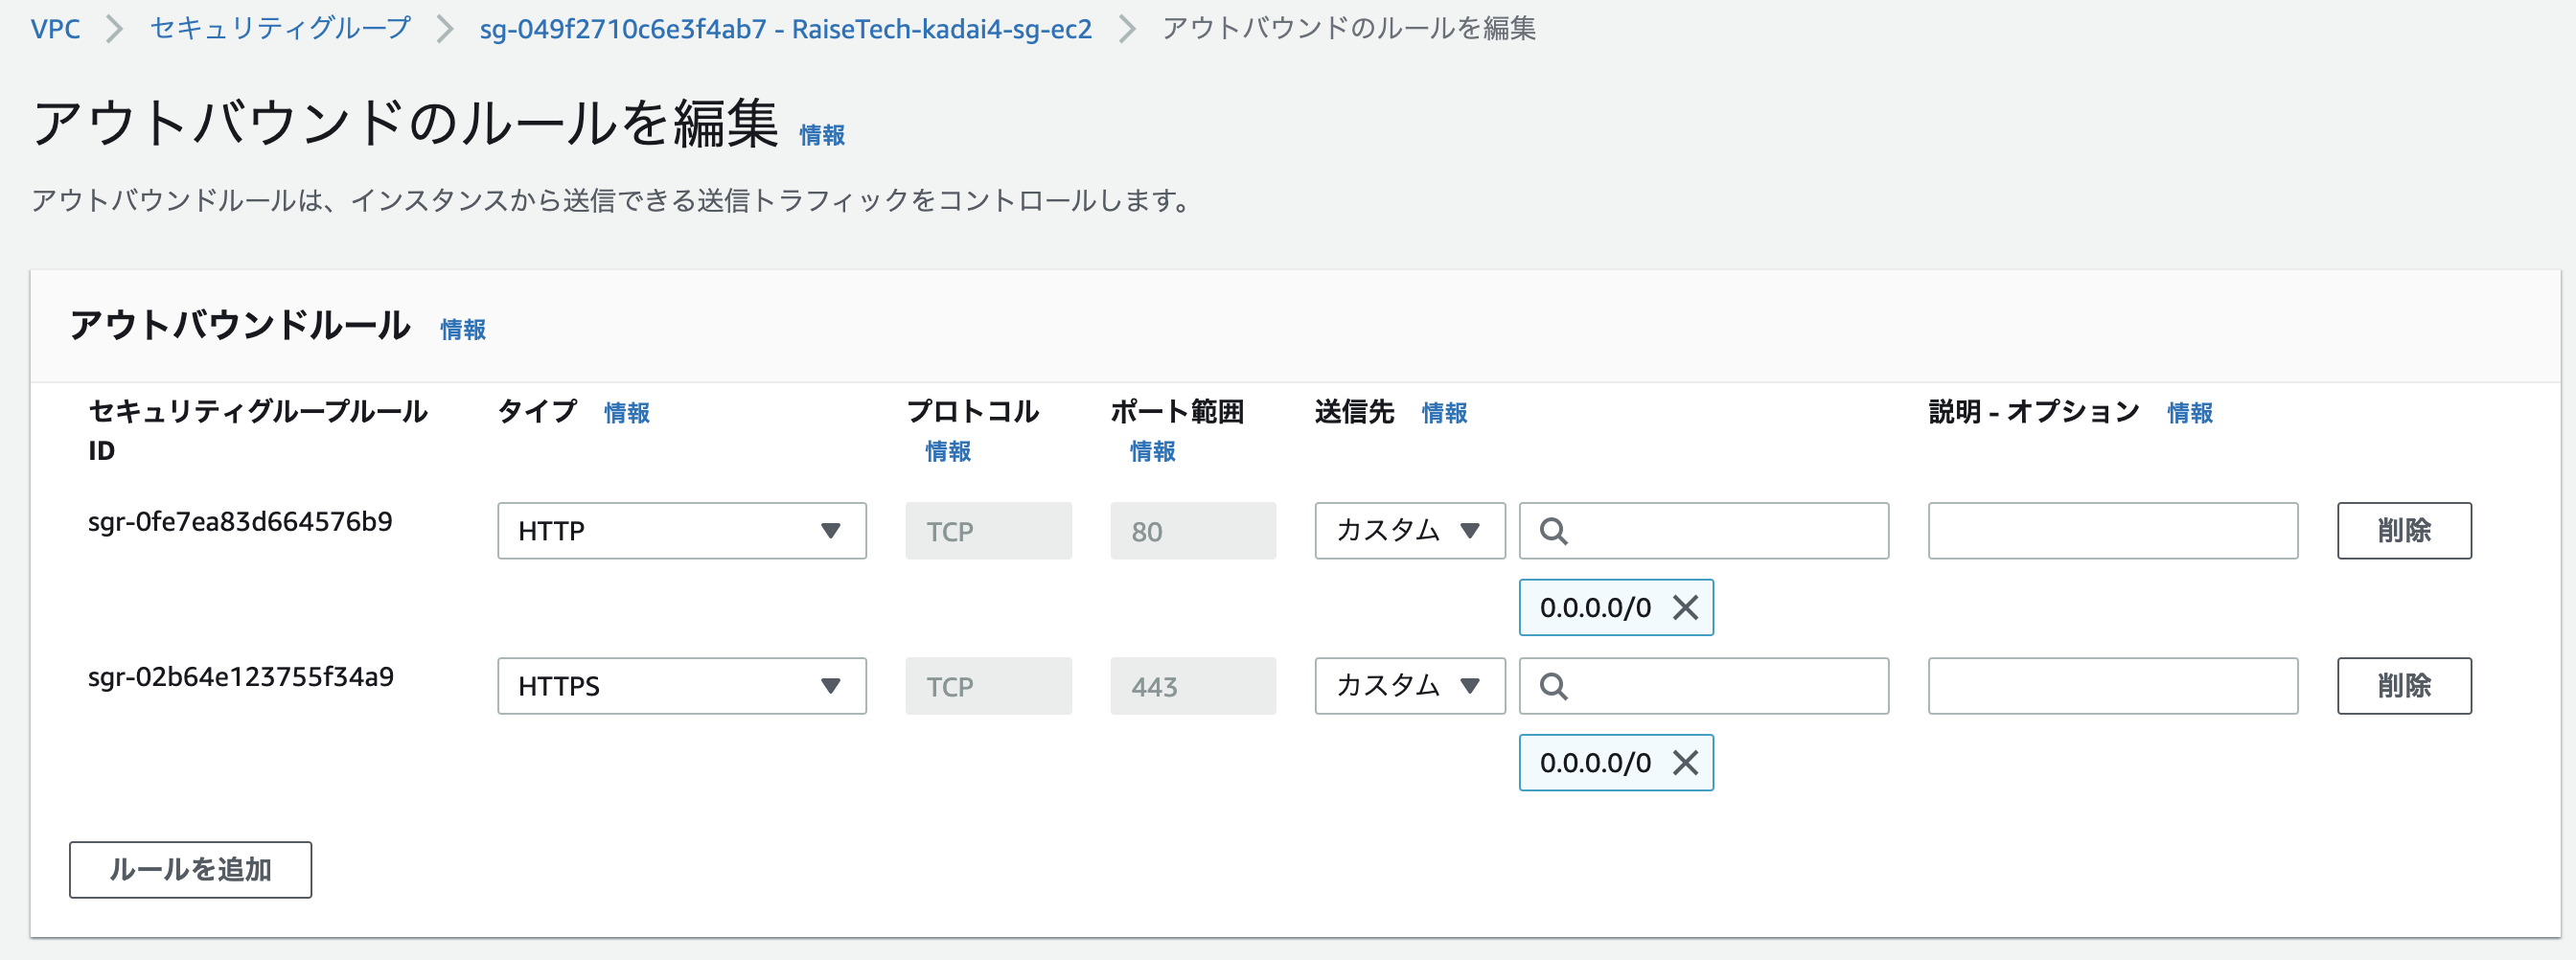 VPC セキュリティグループ sg-049f2710c6e3f4ab7 - RaiseTech-kadai4-sg-ec2 アウトバウンドのルールを編集
アウトバウンドのルールを編集 情報
アウトバウンドルールは、インスタンスから送信できる送信トラフィックをコントロールします。
アウトバウンドルール 情報
セキュリティグループルール ID
タイプ 情報
プロトコル 情報
ポート範囲 情報
送信先 情報
説明 - オプション 情報
sgr-0fe7ea83d664576b9 HTTP TCP 80 カスタム 削除
0.0.0.0/0
sgr-02b64e123755f34a9 HTTPS TCP 443 カスタム 削除
0.0.0.0/0
ルールを追加